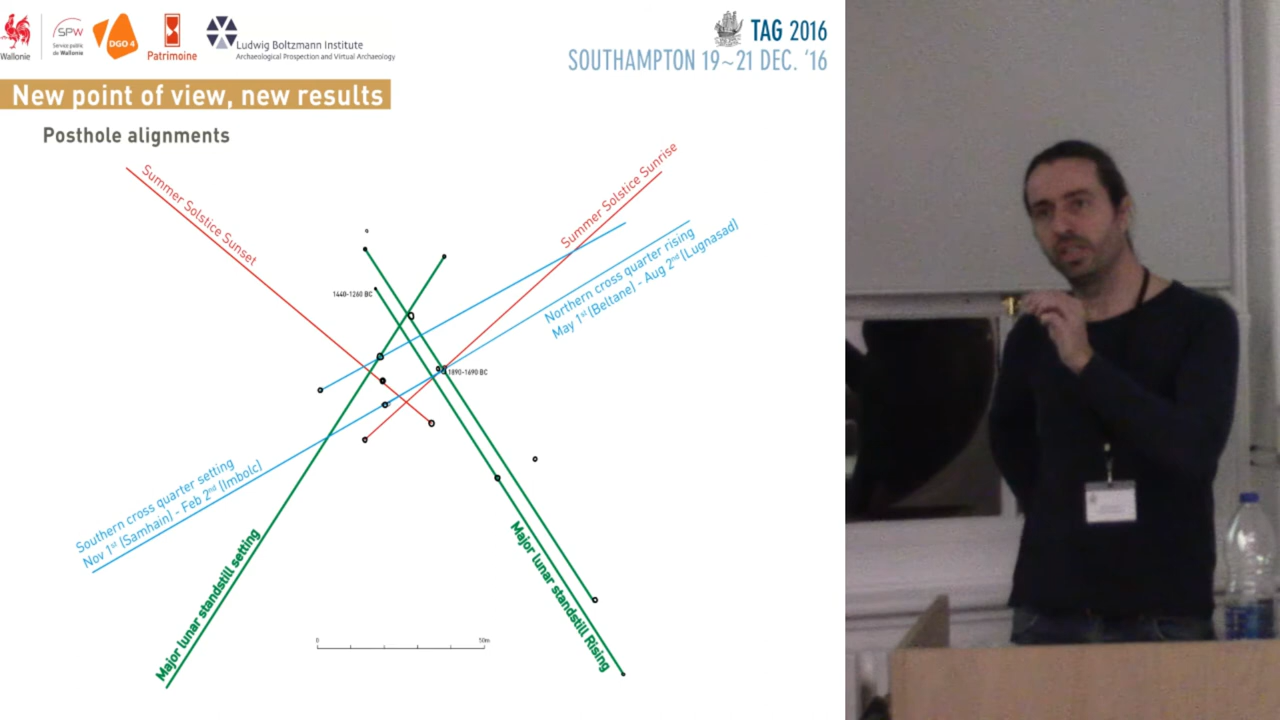 Wallonie
SPW
Service public
de Wallonie
DGO 4
Patrimoine
Ludwig Boltzmann Institute
Archaeological Prospection and Virtual Archaeology
TAG 2016
SOUTHAMPTON 19~21 DEC. '16
New point of view, new results
Posthole alignments
Summer Solstice Sunset
Summer Solstice Sunrise
Northern cross quarter rising
May 1st (Beltane) - Aug 2nd (Lugnasad)
1440-1260 BC
1890-1690 BC
Southern cross quarter setting
Nov 1st (Samhain) - Feb 2nd (Imbolc)
Major lunar standstill setting
Major lunar standstill Rising
0
50m